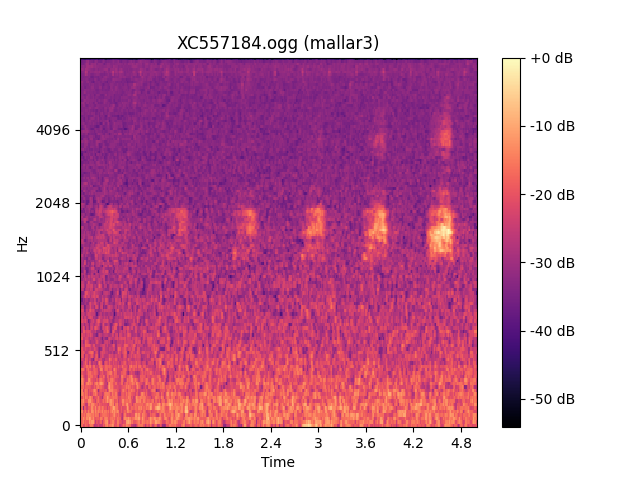 XC557184.ogg (mallar3)
+0 dB
4096
-10 dB
2048
-20 dB
Hz
-30 dB
1024
-40 dB
512
-50 dB
0
0 0.6 1.2 1.8 2.4 3 3.6 4.2 4.8
Time